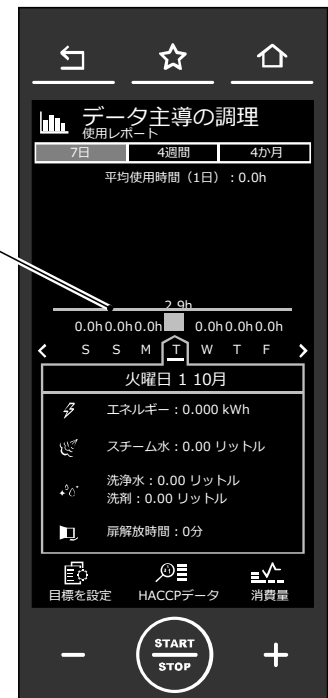 データ主導の調理
使用レポート
7日 4週間 4か月
平均使用時間（1日）：0.0h
2.9h
0.0h 0.0h 0.0h 0.0h 0.0h 0.0h
< S S M T W T F >
火曜日 1 10月
エネルギー：0.000 kWh
スチーム水：0.00 リットル
洗浄水：0.00 リットル
洗剤：0.00 リットル
扉解放時間：0分
目標を設定 HACCPデータ 消費量
− START STOP +